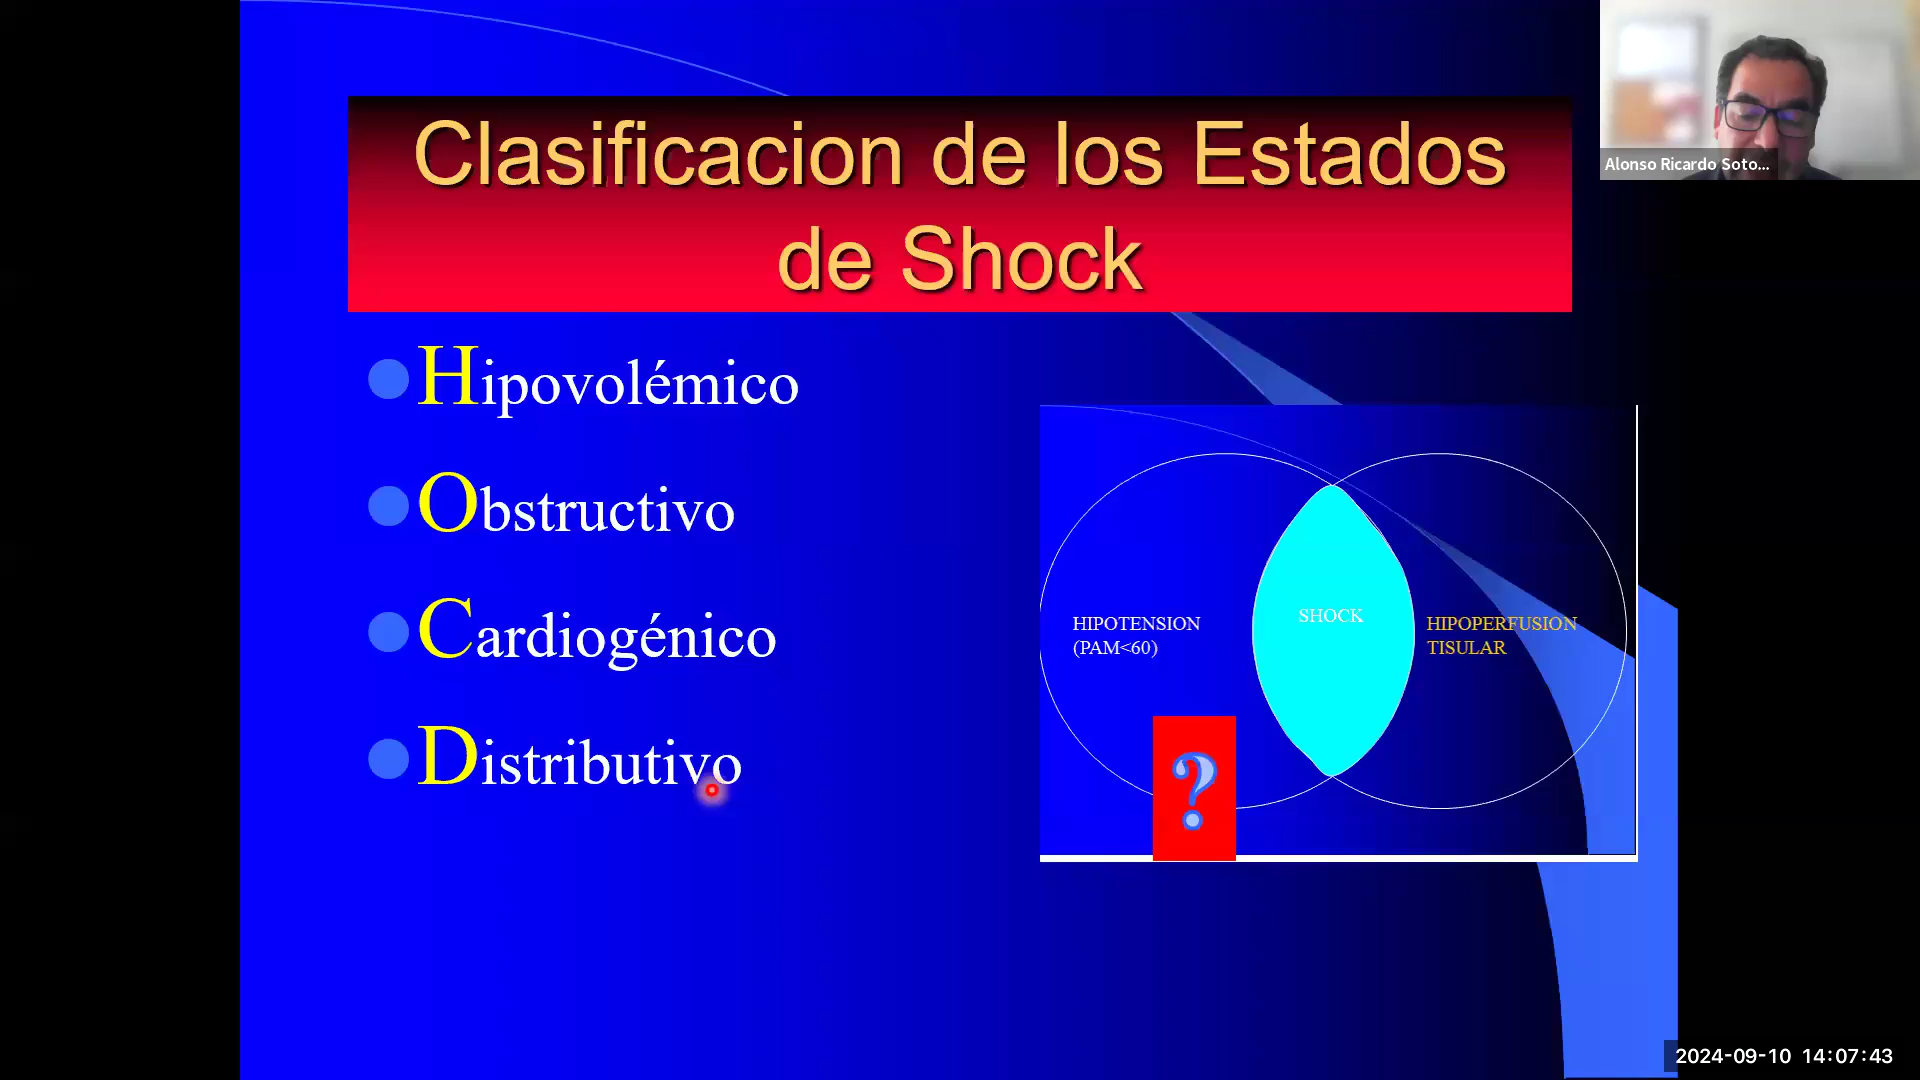 Clasificacion de los Estados
de Shock
Hipovolémico
Obstructivo
Cardiogénico
Distributivo
HIPOTENSION
(PAM<60)
SHOCK
HIPOPERFUSION
TISULAR
?
Alonso Ricardo Soto...
2024-09-10 14:07:43